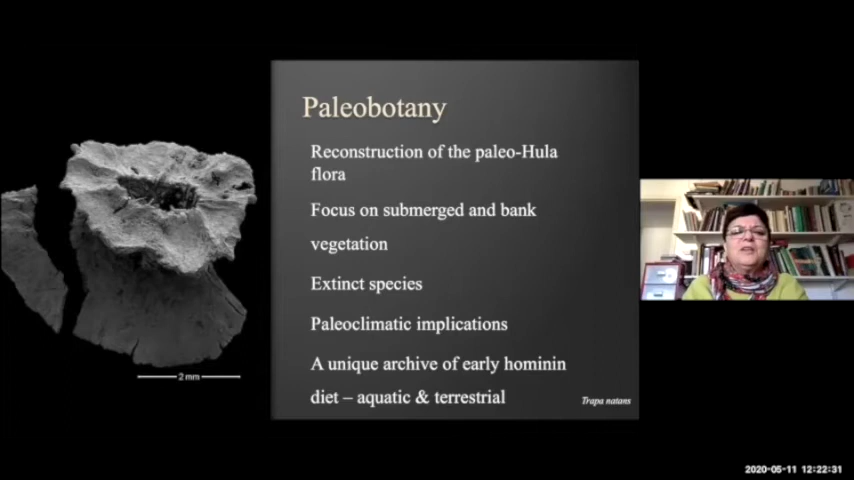 Paleobotany
Reconstruction of the paleo-Hula
flora
Focus on submerged and bank
vegetation
Extinct species
Paleoclimatic implications
A unique archive of early hominin
diet – aquatic & terrestrial
Trapa natans
2 mm
2020-05-11 12:22:31